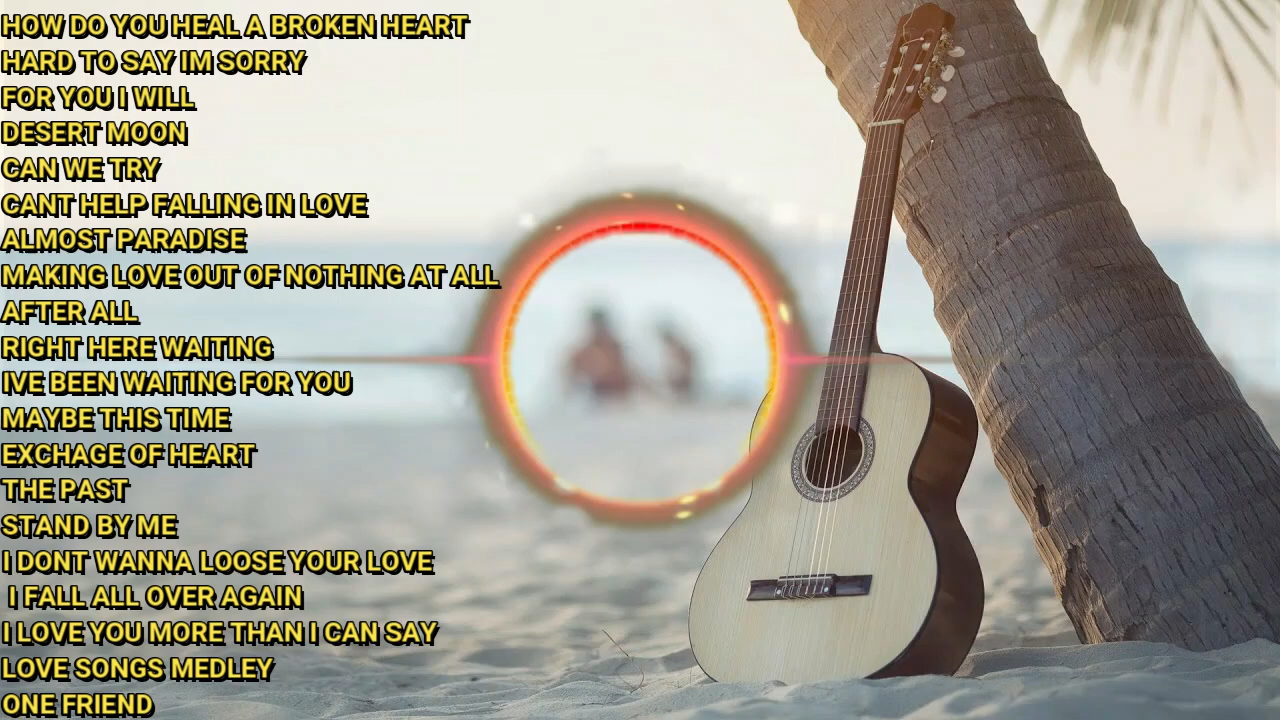 HOW DO YOU HEAL A BROKEN HEART
HARD TO SAY IM SORRY
FOR YOU I WILL
DESERT MOON
CAN WE TRY
CANT HELP FALLING IN LOVE
ALMOST PARADISE
MAKING LOVE OUT OF NOTHING AT ALL
AFTER ALL
RIGHT HERE WAITING
IVE BEEN WAITING FOR YOU
MAYBE THIS TIME
EXCHAGE OF HEART
THE PAST
STAND BY ME
I DONT WANNA LOOSE YOUR LOVE
I FALL ALL OVER AGAIN
I LOVE YOU MORE THAN I CAN SAY
LOVE SONGS MEDLEY
ONE FRIEND